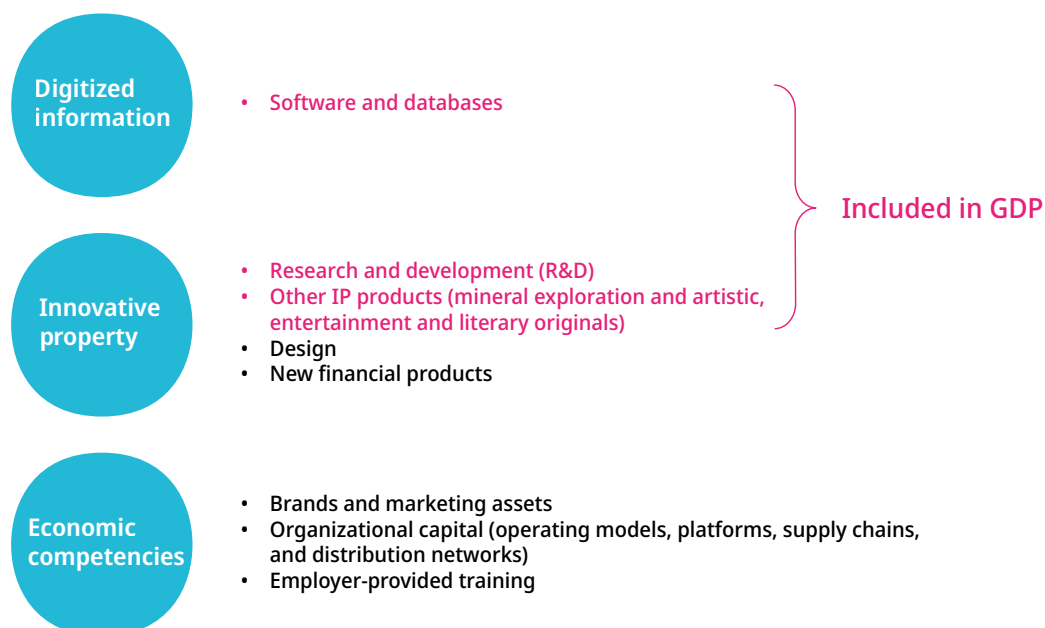 Digitized
information
• Software and databases
Included in GDP
Innovative
property
• Research and development (R&D)
• Other IP products (mineral exploration and artistic,
entertainment and literary originals)
• Design
• New financial products
Economic
competencies
• Brands and marketing assets
• Organizational capital (operating models, platforms, supply chains,
and distribution networks)
• Employer-provided training